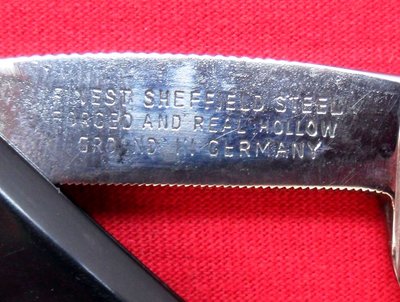 FINEST SHEFFIELD STEEL
FORGED AND REAL HOLLOW
GROUND IN GERMANY